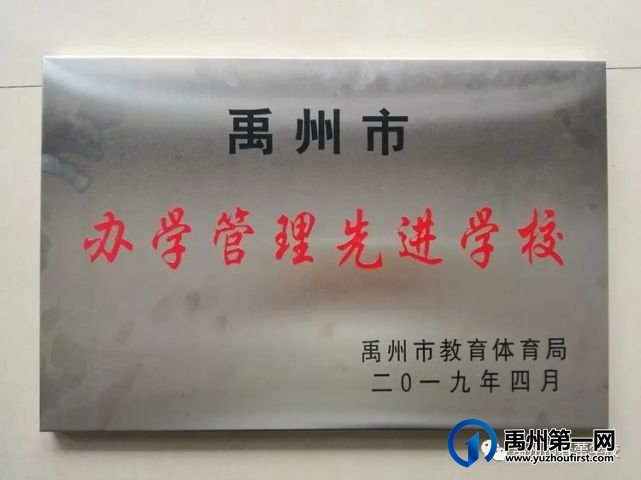 禹州市
办学管理先进学校
禹州市教育体育局
二〇一九年四月
禹州第一网
www.yuzhoufirst.com